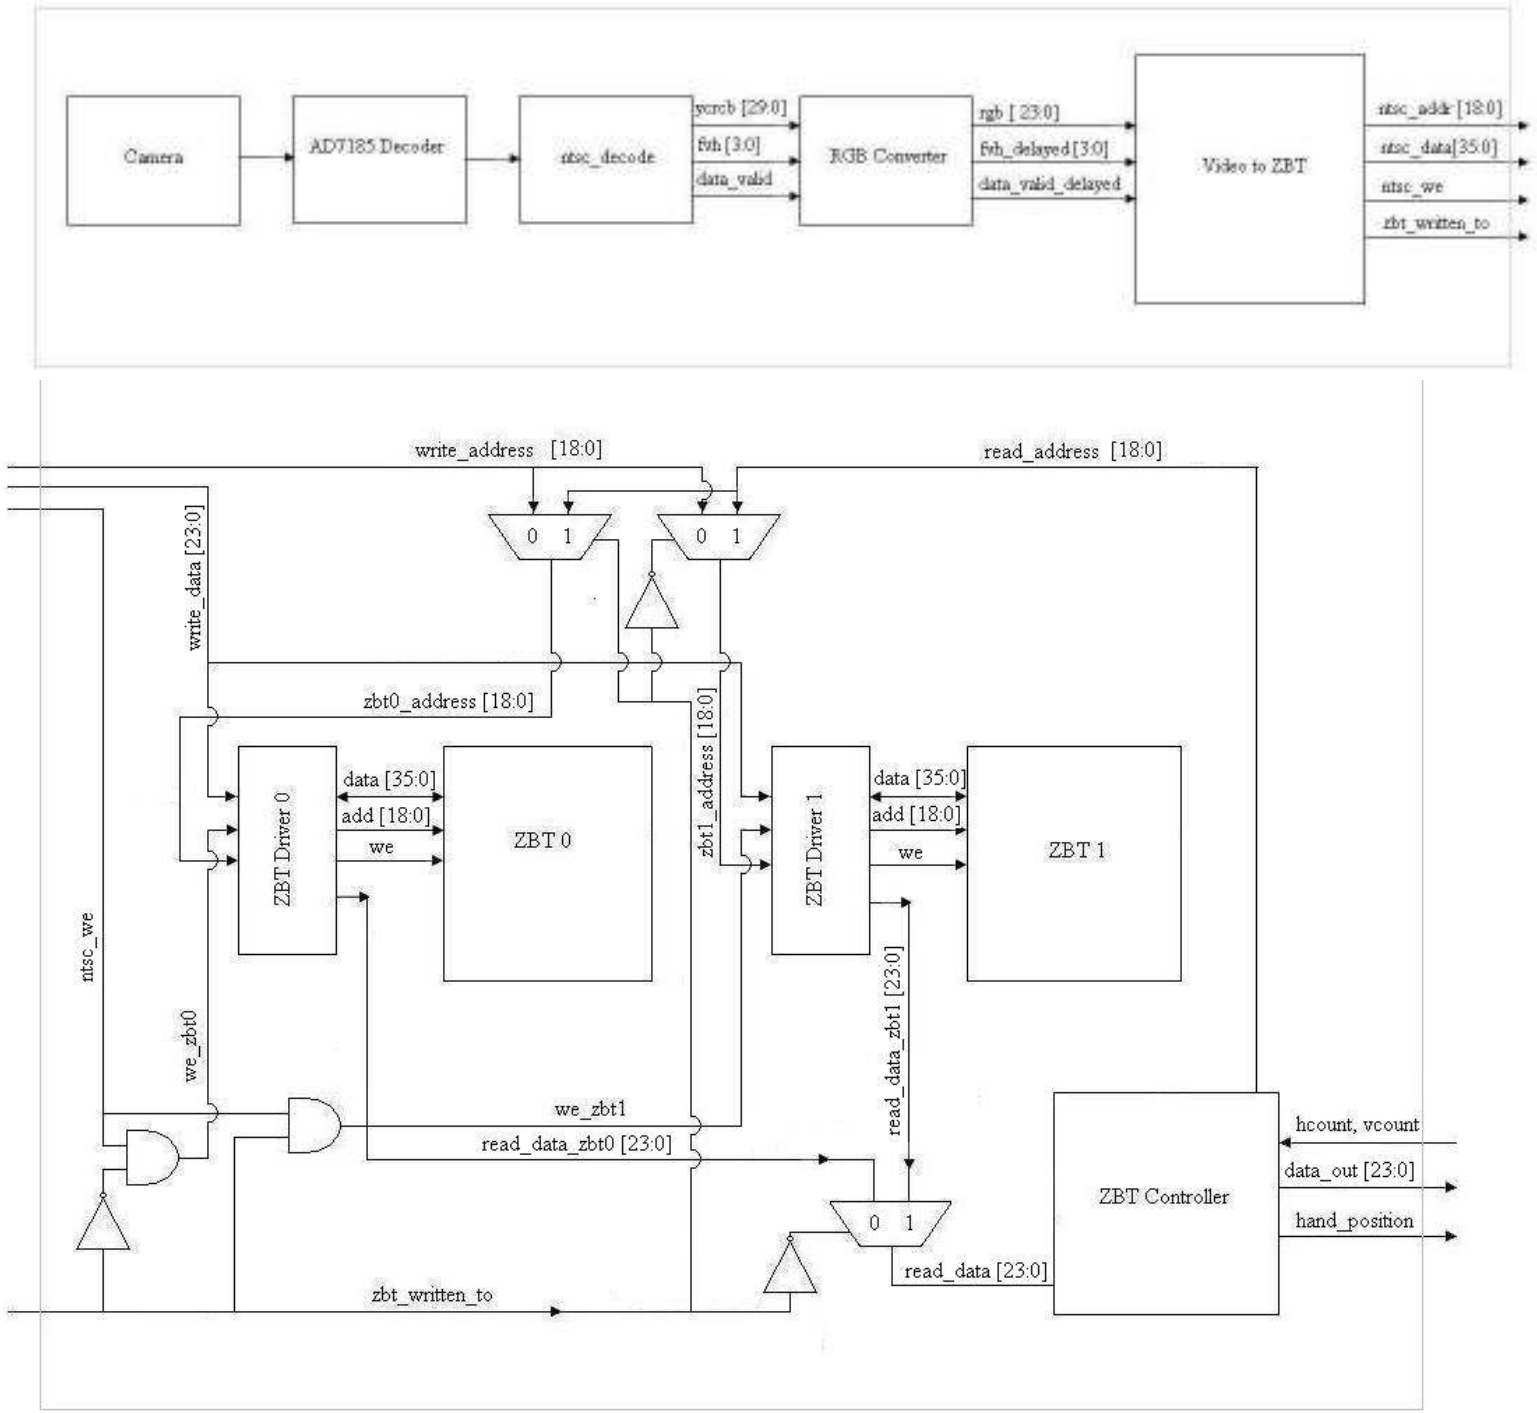 ycrcb [29:0]
rgb [ 23:0]
ntsc_addr [18:0]
Camera
AD7185 Decoder
ntsc_decode
fvh [3:0]
RGB Converter
fvh_delayed[3:0]
Video to ZBT
ntsc_data[35:0]
data_valid
data_valid_delayed
ntsc_we
zbt_written_to
write_address [18:0]
read_address [18:0]
0 1
0 1
write_data [23:0]
zbt0_address [18:0]
zbt1_address [18:0]
ZBT Driver 0
data [35:0]
add [18:0]
we
ZBT 0
ZBT Driver 1
data [35:0]
add [18:0]
we
ZBT 1
ntsc_we
we_zbt0
read_data_zbt1 [23:0]
we_zbt1
read_data_zbt0 [23:0]
0 1
ZBT Controller
hcount, vcount
data_out [23:0]
hand_position
read_data [23:0]
zbt_written_to